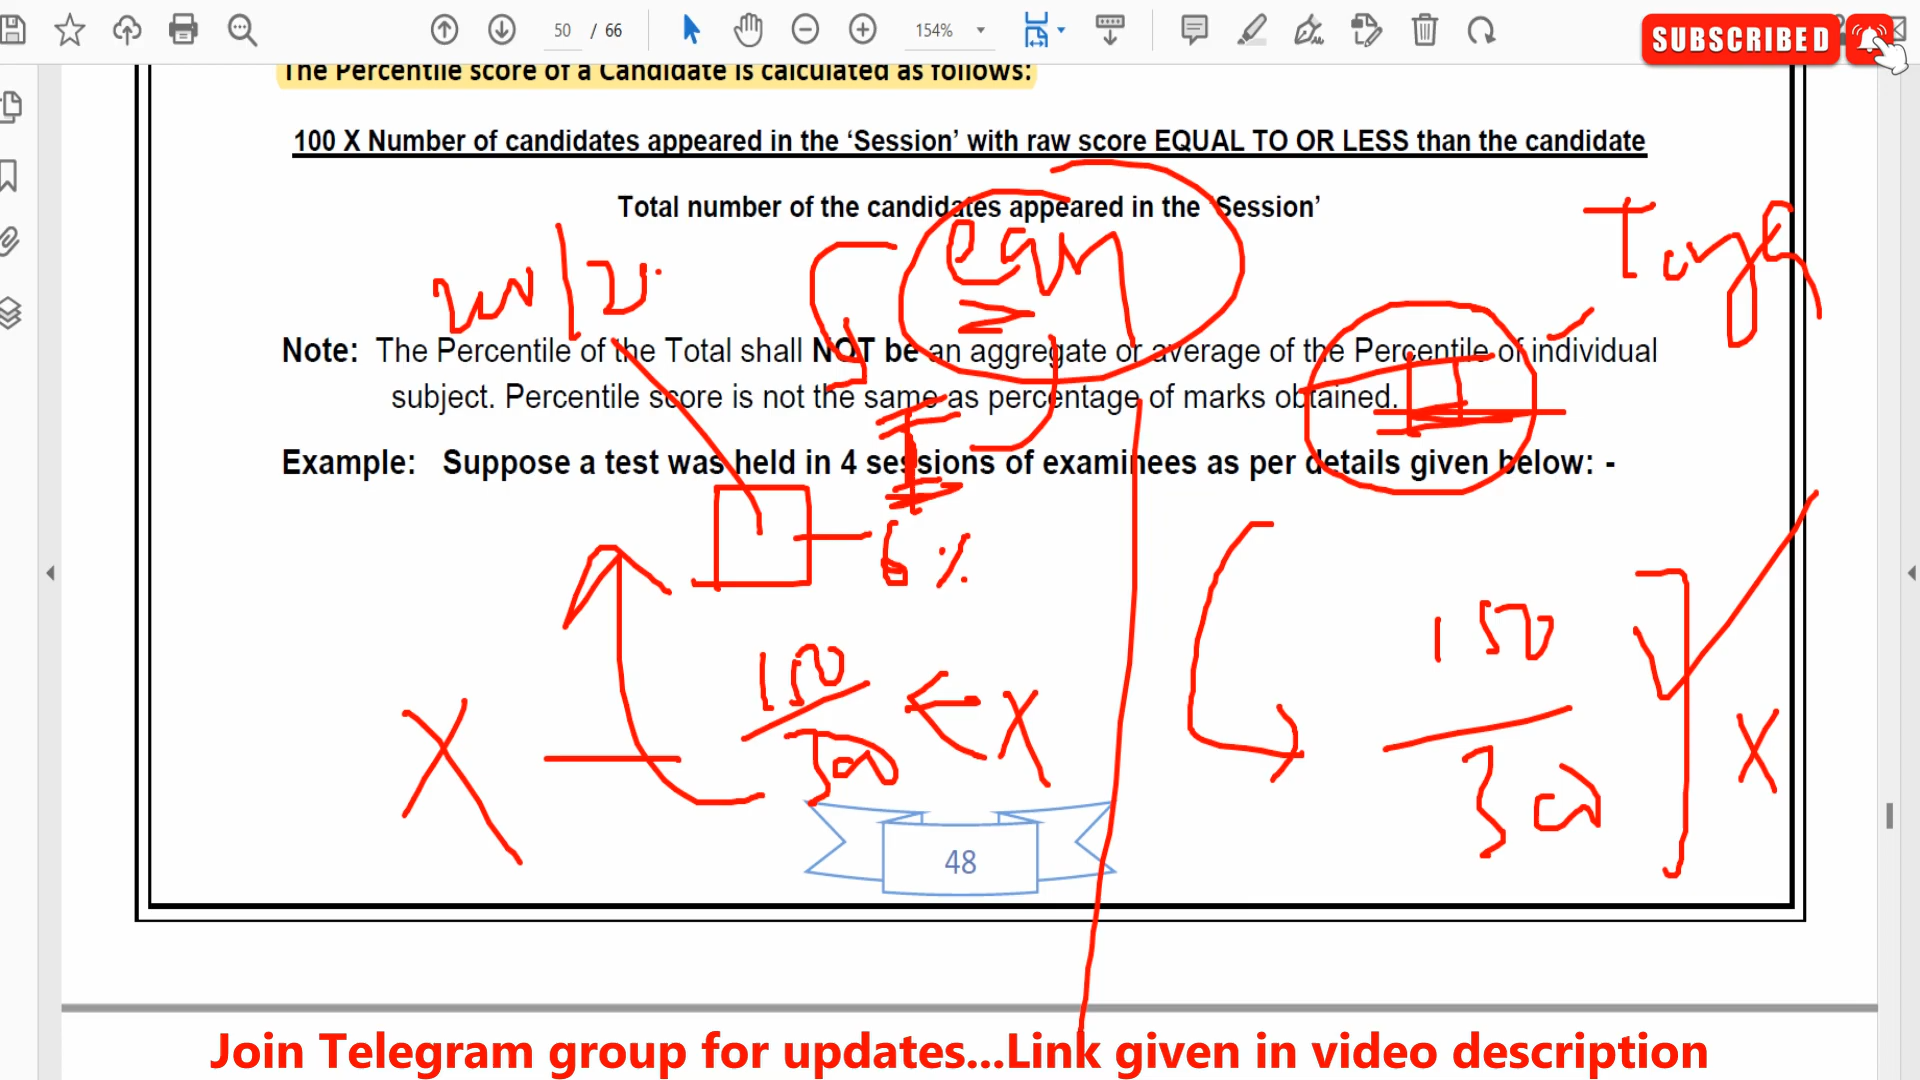 50 / 66
154%
SUBSCRIBED
The Percentile score of a Candidate is calculated as follows:
100 X Number of candidates appeared in the ‘Session’ with raw score EQUAL TO OR LESS than the candidate
Total number of the candidates appeared in the ‘Session’
easy
Note: The Percentile of the Total shall NOT be an aggregate or average of the Percentile of individual
subject. Percentile score is not the same as percentage of marks obtained.
Example: Suppose a test was held in 4 sessions of examinees as per details given below: -
6%
150
X
X
X
48
Join Telegram group for updates...Link given in video description